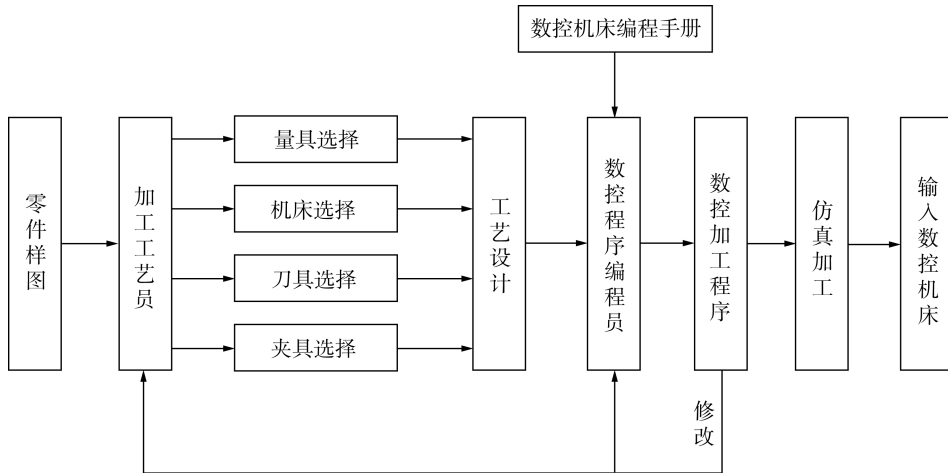 数控机床编程手册
零件样图
加工工艺员
量具选择
机床选择
刀具选择
夹具选择
工艺设计
数控程序编程员
数控加工程序
仿真加工
输入数控机床
修改